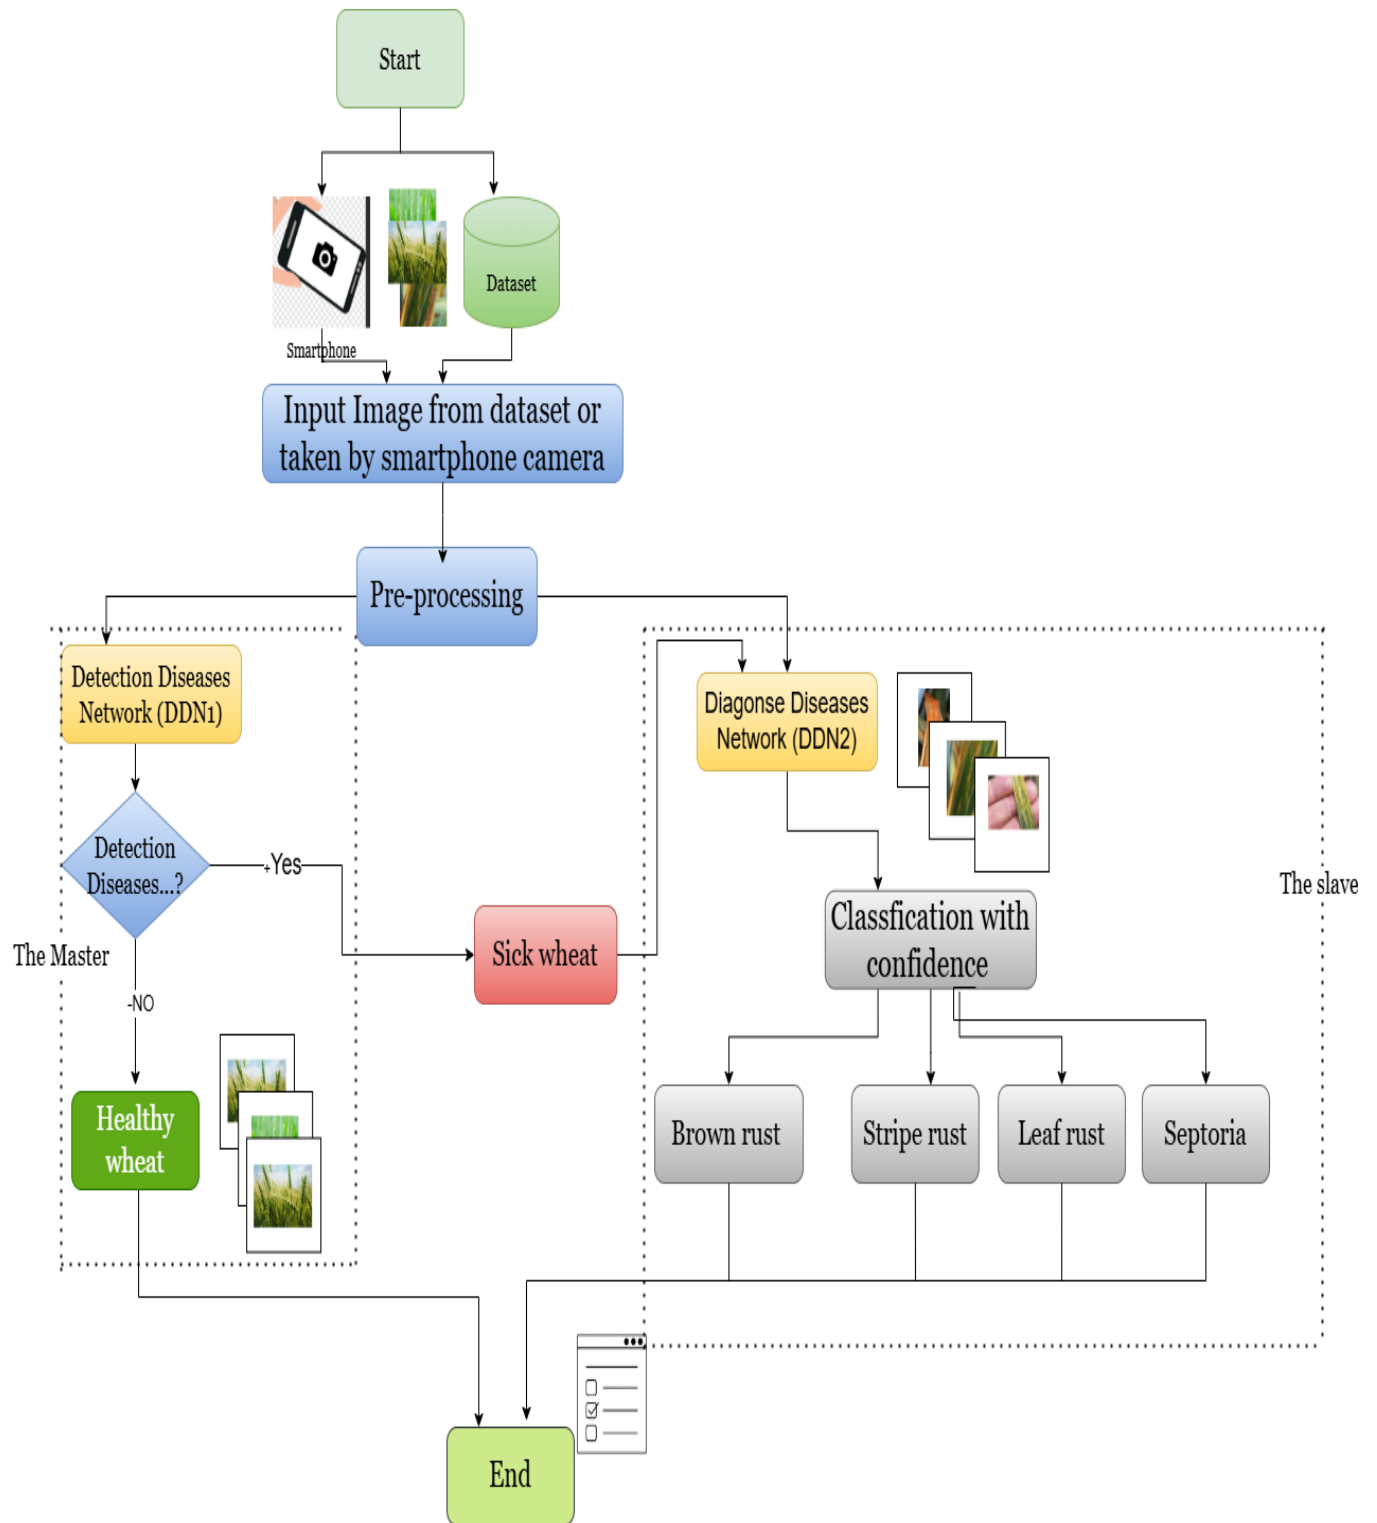 Start
Dataset
Smartphone
Input Image from dataset or
taken by smartphone camera
Pre-processing
Detection Diseases
Network (DDN1)
Diagonse Diseases
Network (DDN2)
Detection
Diseases...?
+Yes
The slave
Classfication with
confidence
Sick wheat
The Master
-NO
Healthy
wheat
Brown rust
Stripe rust
Leaf rust
Septoria
End